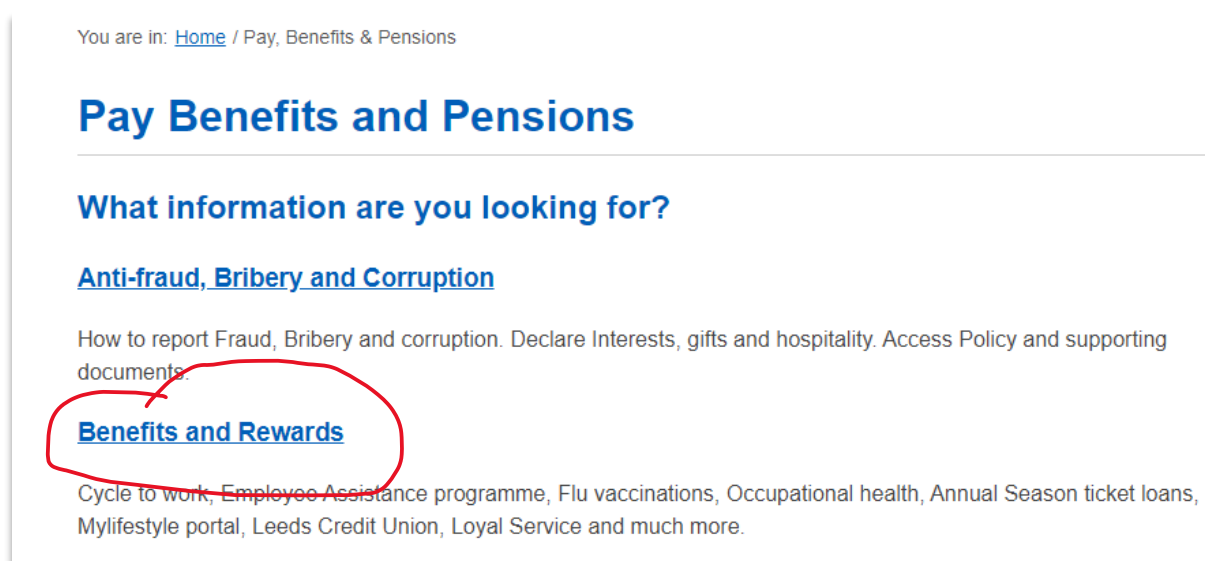 You are in: Home / Pay, Benefits & Pensions
Pay Benefits and Pensions
What information are you looking for?
Anti-fraud, Bribery and Corruption
How to report Fraud, Bribery and corruption. Declare Interests, gifts and hospitality. Access Policy and supporting
documents.
Benefits and Rewards
Cycle to work, Employee Assistance programme, Flu vaccinations, Occupational health, Annual Season ticket loans,
Mylifestyle portal, Leeds Credit Union, Loyal Service and much more.